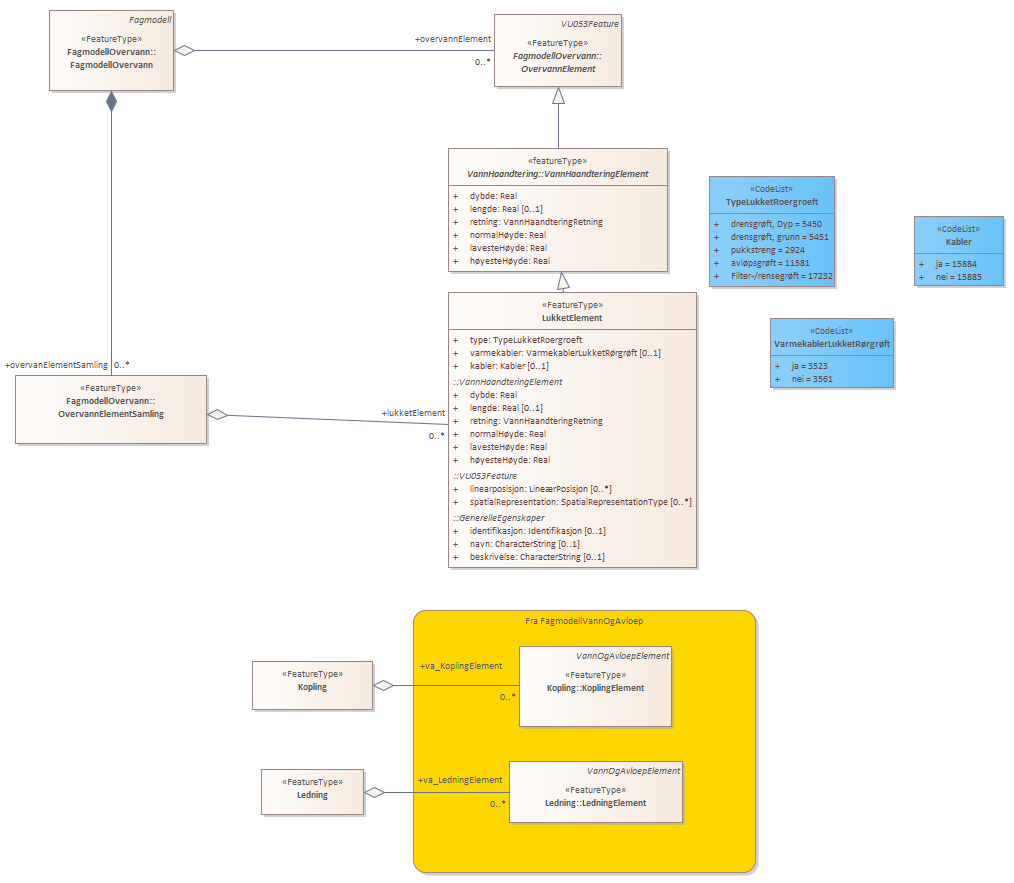 Fagmodell
«FeatureType»
FagmodellOvervann::
FagmodellOvervann
+overvannElement
0..*
VU053Feature
«FeatureType»
FagmodellOvervann::
OvervannElement
«featureType»
VannHaandtering::VannHaandteringElement
+ dybde: Real
+ lengde: Real [0..1]
+ retning: VannHaandteringRetning
+ normalHøyde: Real
+ lavesteHøyde: Real
+ høyesteHøyde: Real
«CodeList»
TypeLukketRoergroeft
+ drensgrøft, Dyp = 5450
+ drensgrøft, grunn = 5451
+ pukkstreng = 2924
+ avløpsgrøft = 11581
+ Filter-/rensegrøft = 17232
«CodeList»
Kabler
+ ja = 15884
+ nei = 15885
«CodeList»
VarmekablerLukketRørgrøft
+ ja = 3523
+ nei = 3561
+overvanElementSamling
0..*
«FeatureType»
FagmodellOvervann::
OvervannElementSamling
+lukketElement
0..*
«FeatureType»
LukketElement
+ type: TypeLukketRoergroeft
+ varmekabler: VarmekablerLukketRørgrøft [0..1]
+ kabler: Kabler [0..1]
::VannHaandteringElement
+ dybde: Real
+ lengde: Real [0..1]
+ retning: VannHaandteringRetning
+ normalHøyde: Real
+ lavesteHøyde: Real
+ høyesteHøyde: Real
::VU053Feature
+ linearposisjon: LineærPosisjon [0..*]
+ spatialRepresentation: SpatialRepresentationType [0..*]
::GenerelleEgenskaper
+ identifikasjon: Identifikasjon [0..1]
+ navn: CharacterString [0..1]
+ beskrivelse: CharacterString [0..1]
Fra FagmodellVannOgAvloep
«FeatureType»
Kopling
+va_KoplingElement
0..*
VannOgAvloepElement
«FeatureType»
Kopling::KoplingElement
«FeatureType»
Ledning
+va_LedningElement
0..*
VannOgAvloepElement
«FeatureType»
Ledning::LedningElement